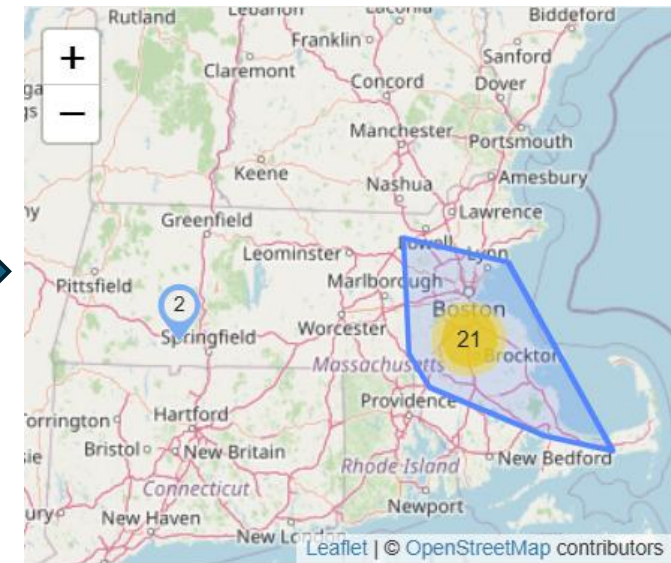 Rutland
Lebanon
Laconia
Biddeford
+
Franklin
Sanford
Claremont
Concord
Dover
−
Manchester
Portsmouth
Keene
Nashua
Amesbury
Greenfield
Lawrence
Lowell
Leominster
Lynn
Pittsfield
Marlborough
2
Boston
Springfield
Worcester
21
Brockton
Massachusetts
Providence
Hartford
Bristol
New Britain
Rhode Island
New Bedford
Connecticut
Newport
New Haven
New London
Leaflet | © OpenStreetMap contributors